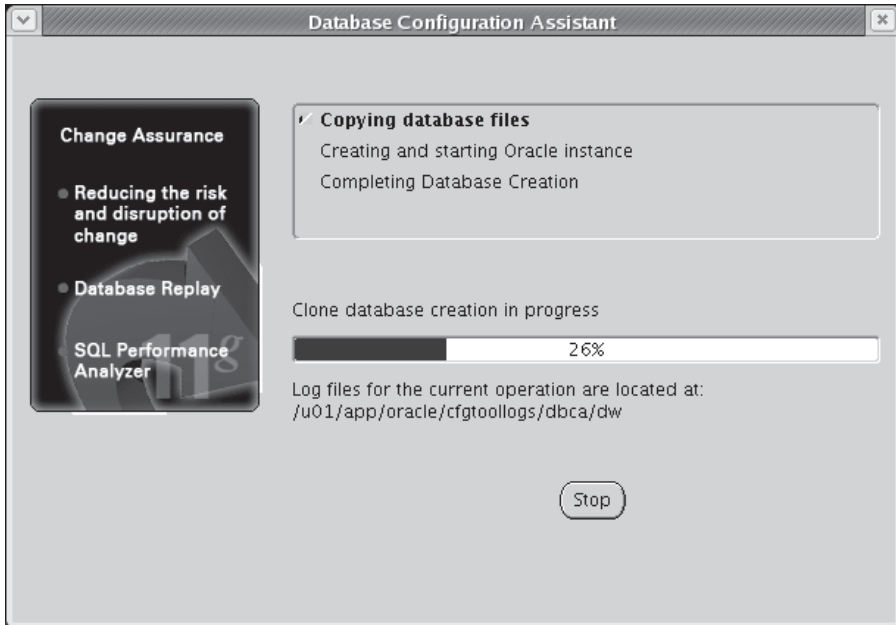 Database Configuration Assistant
Change Assurance
Reducing the risk
and disruption of
change
Database Replay
SQL Performance
Analyzer
11g
Copying database files
Creating and starting Oracle instance
Completing Database Creation
Clone database creation in progress
26%
Log files for the current operation are located at:
/u01/app/oracle/cfgtoollogs/dbca/dw
Stop